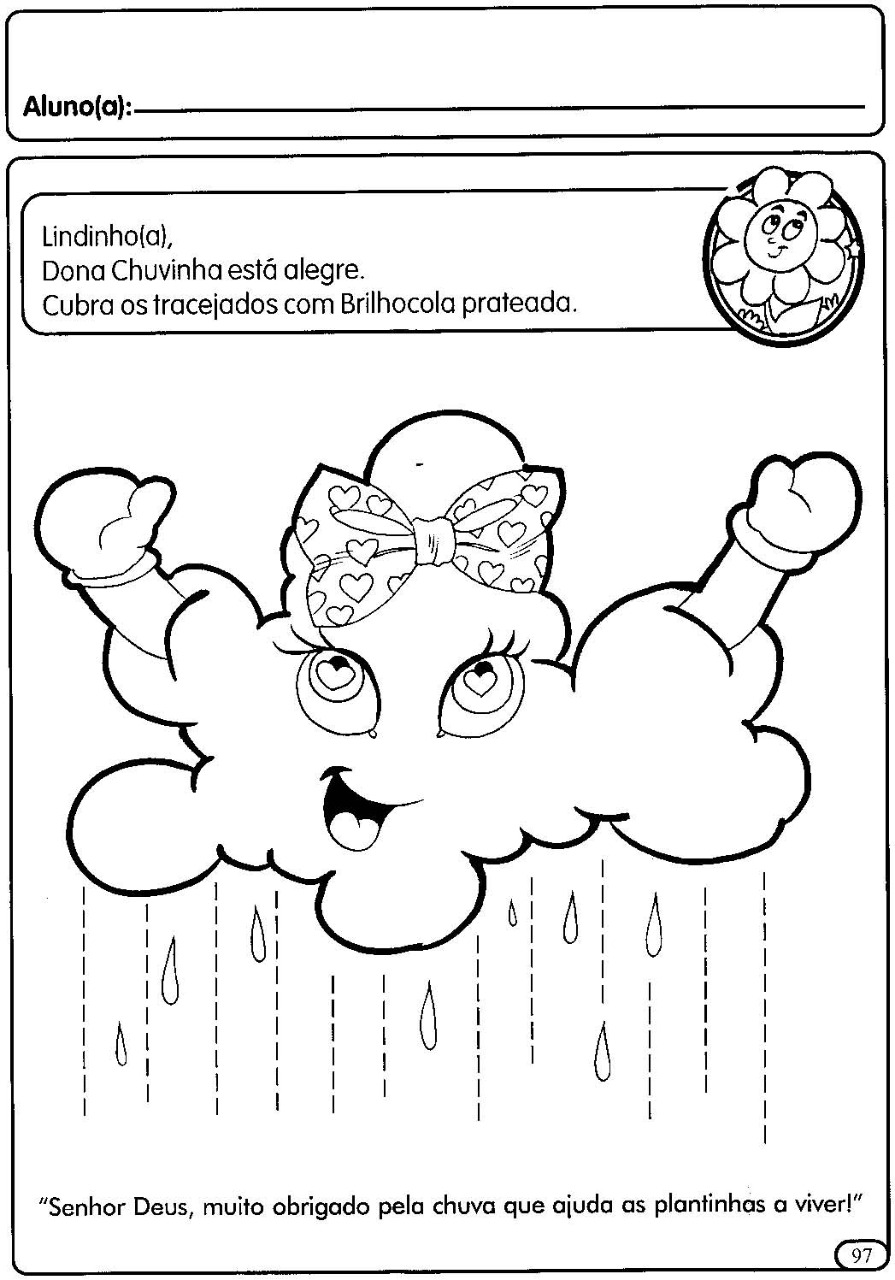 Aluno(a):
Lindinho(a),
Dona Chuvinha está alegre.
Cubra os tracejados com Brilhocola prateada.
"Senhor Deus, muito obrigado pela chuva que ajuda as plantinhas a viver!"
97